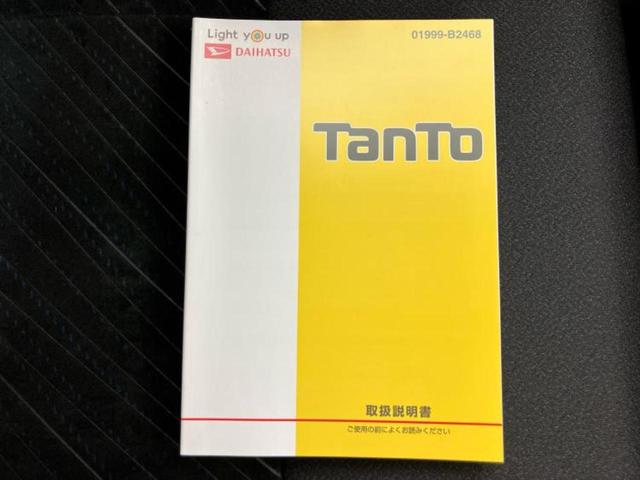 Light you up
DAIHATSU
01999-B2468
TanTo
取扱説明書
ご使用の前によくお読みください